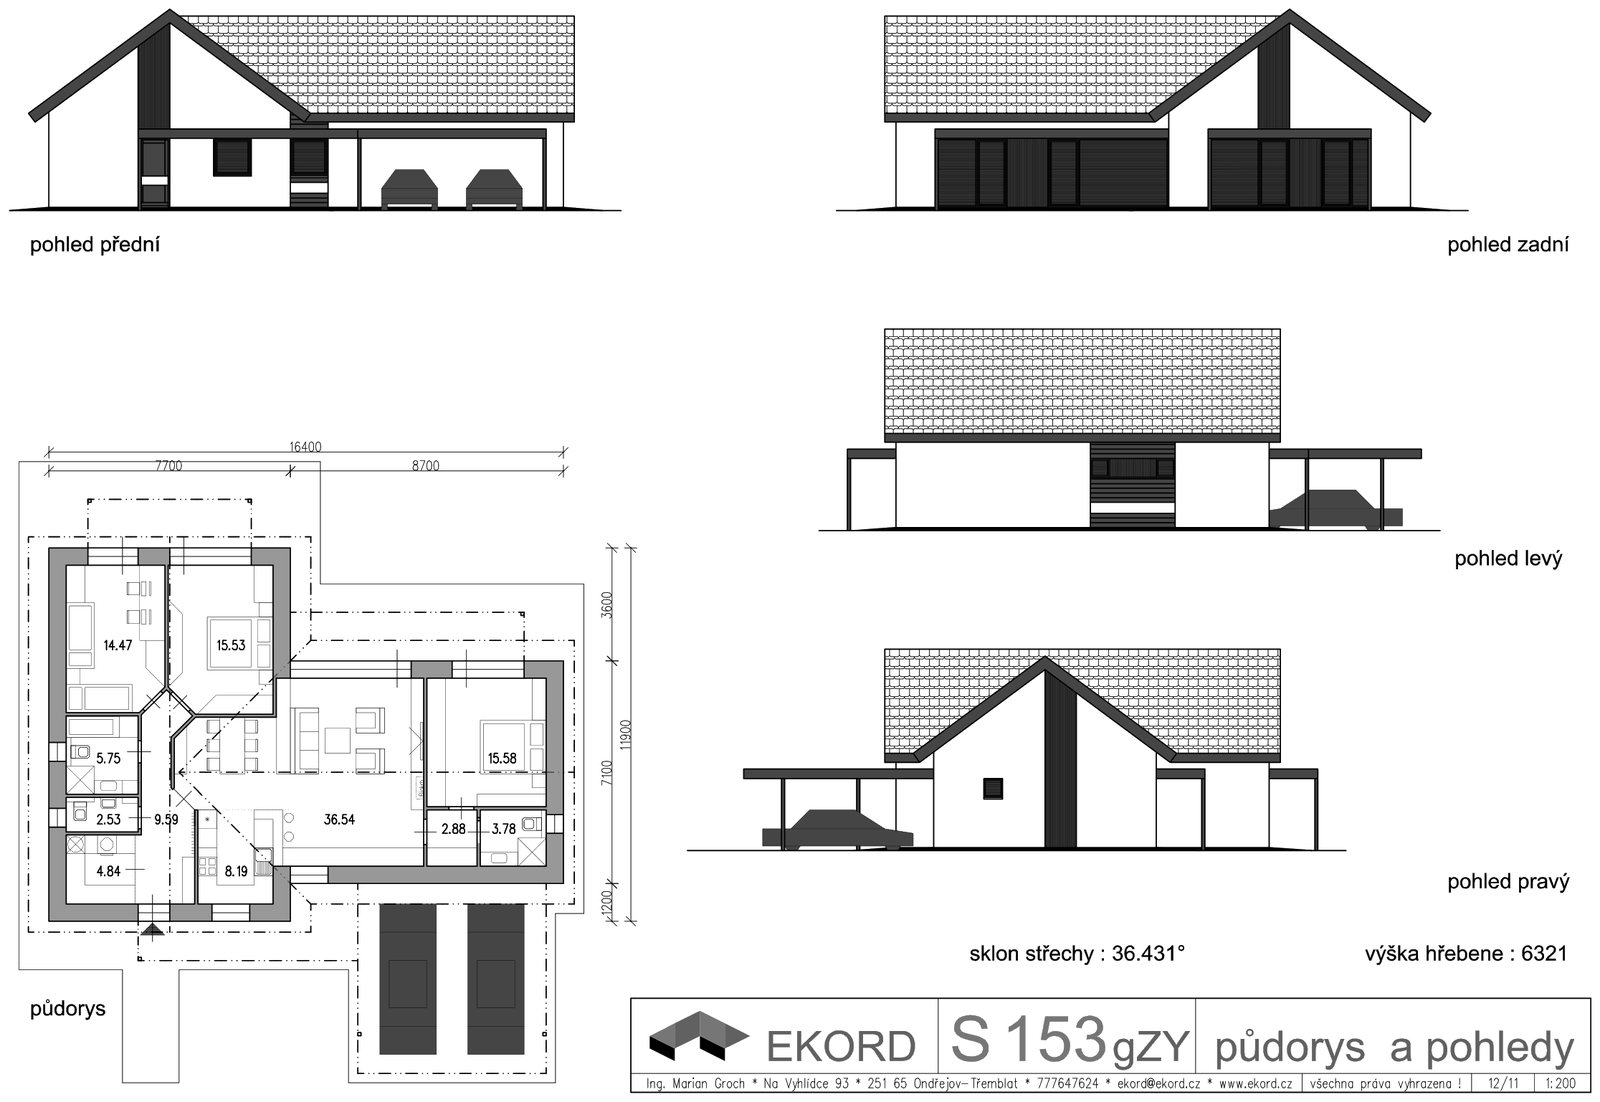 pohled přední
pohled zadní
pohled levý
pohled pravý
16400
7700
8700
3600
11900
7100
1200
14.47
15.53
5.75
15.58
2.53
9.59
36.54
2.88
3.78
4.84
8.19
půdorys
sklon střechy : 36.431°
výška hřebene : 6321
EKORD
S 153 gZY
půdorys a pohledy
Ing. Marian Groch * Na Vyhlídce 93 * 251 65 Ondřejov-Třemblat * 777647624 * ekord@ekord.cz * www.ekord.cz
všechna práva vyhrazena !
12/11
1:200